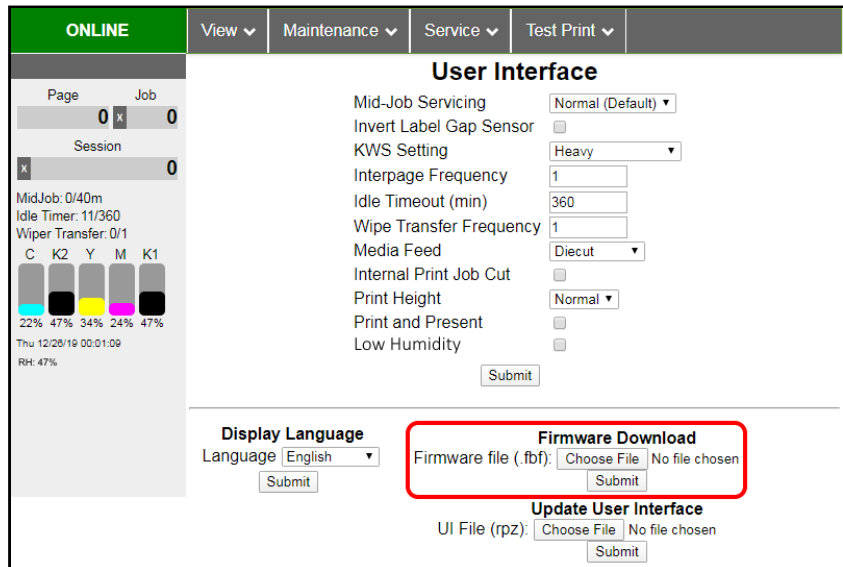 ONLINE View Maintenance Service Test Print
User Interface
Page Job
0 x 0
Session
x 0
MidJob: 0/40m
Idle Timer: 11/360
Wiper Transfer: 0/1
C K2 Y M K1
22% 47% 34% 24% 47%
Thu 12/26/19 00:01:09
RH: 47%
Mid-Job Servicing Normal (Default)
Invert Label Gap Sensor
KWS Setting Heavy
Interpage Frequency 1
Idle Timeout (min) 360
Wipe Transfer Frequency 1
Media Feed Diecut
Internal Print Job Cut
Print Height Normal
Print and Present
Low Humidity
Submit
Display Language
Language English
Submit
Firmware Download
Firmware file (.fbf): Choose File No file chosen
Submit
Update User Interface
UI File (rpz): Choose File No file chosen
Submit